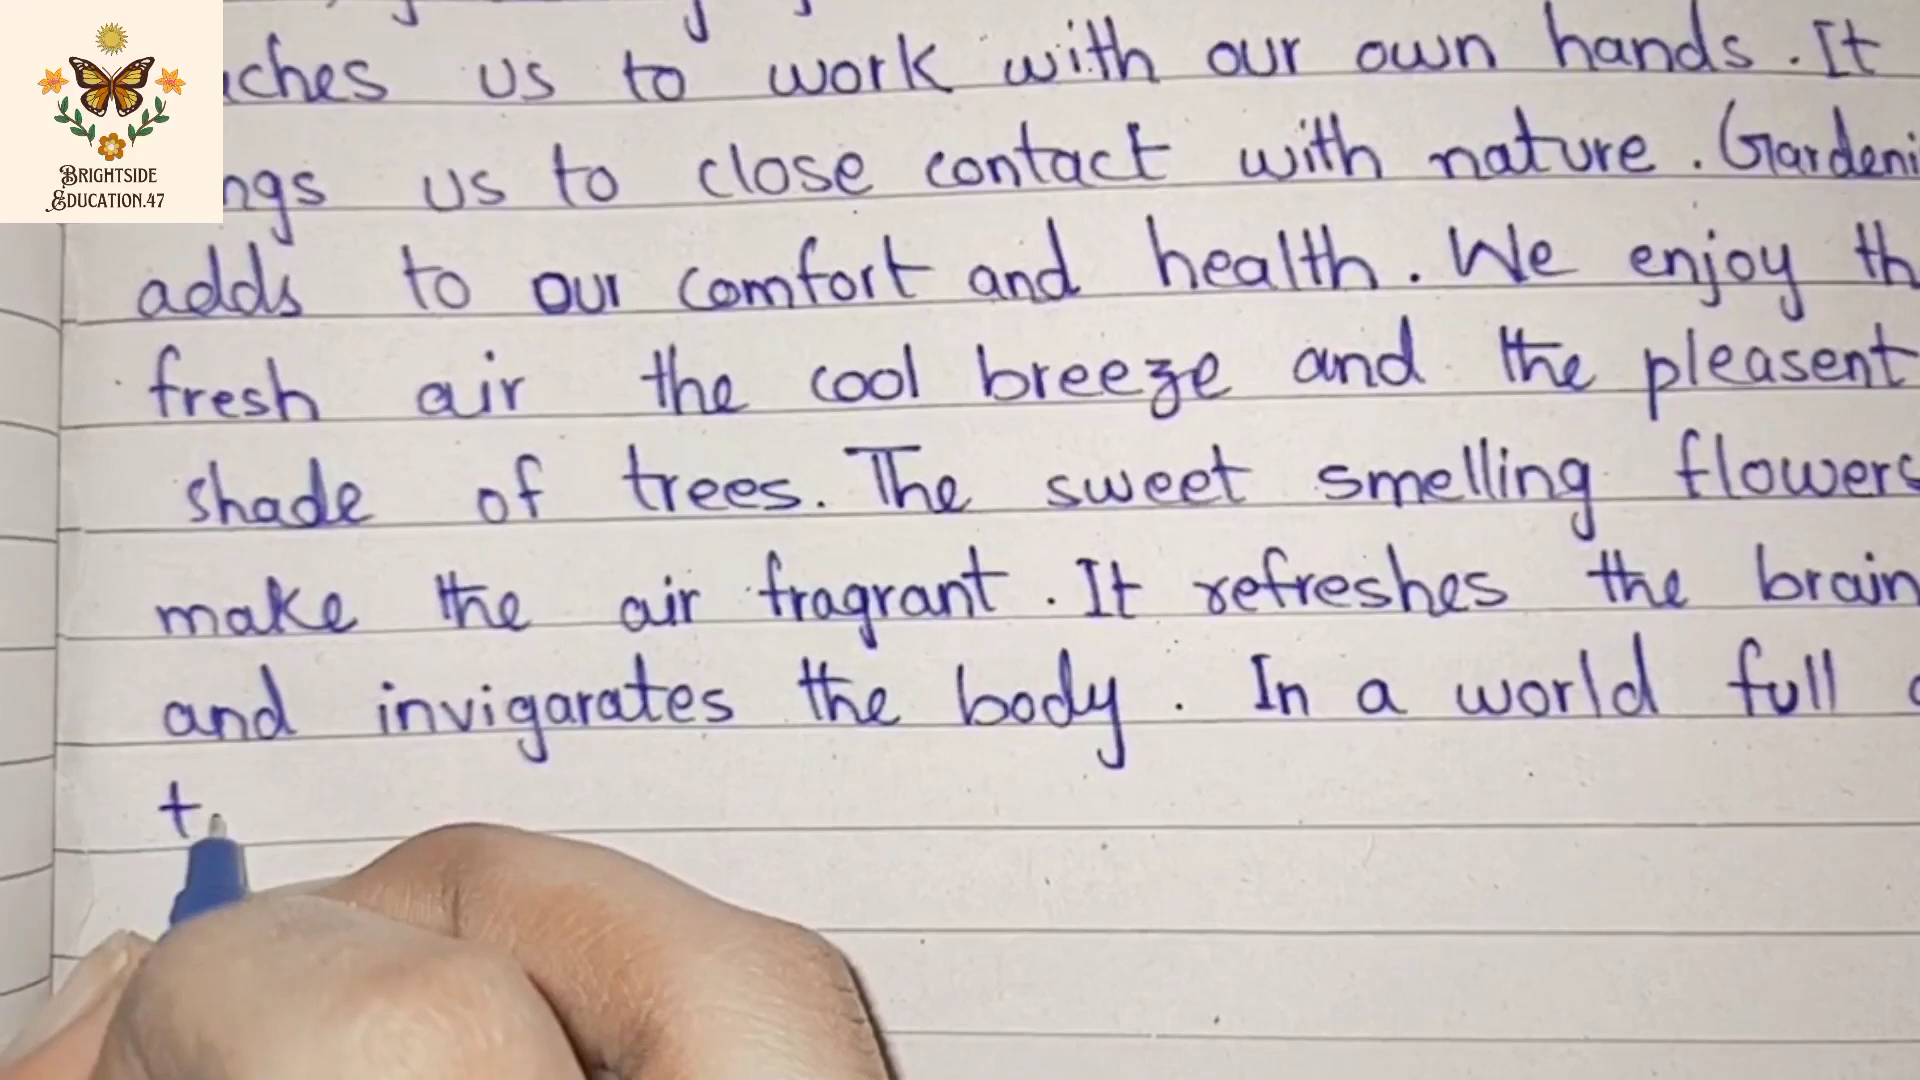 BRIGHTSIDE
EDUCATION.47
us to work with our own hands. It
us to close contact with nature. Gardeni
adds to our comfort and health. We enjoy th
fresh air the cool breeze and the pleasent
shade of trees. The sweet smelling flowers
make the air fragrant. It refreshes the brain
and invigarates the body. In a world full
t